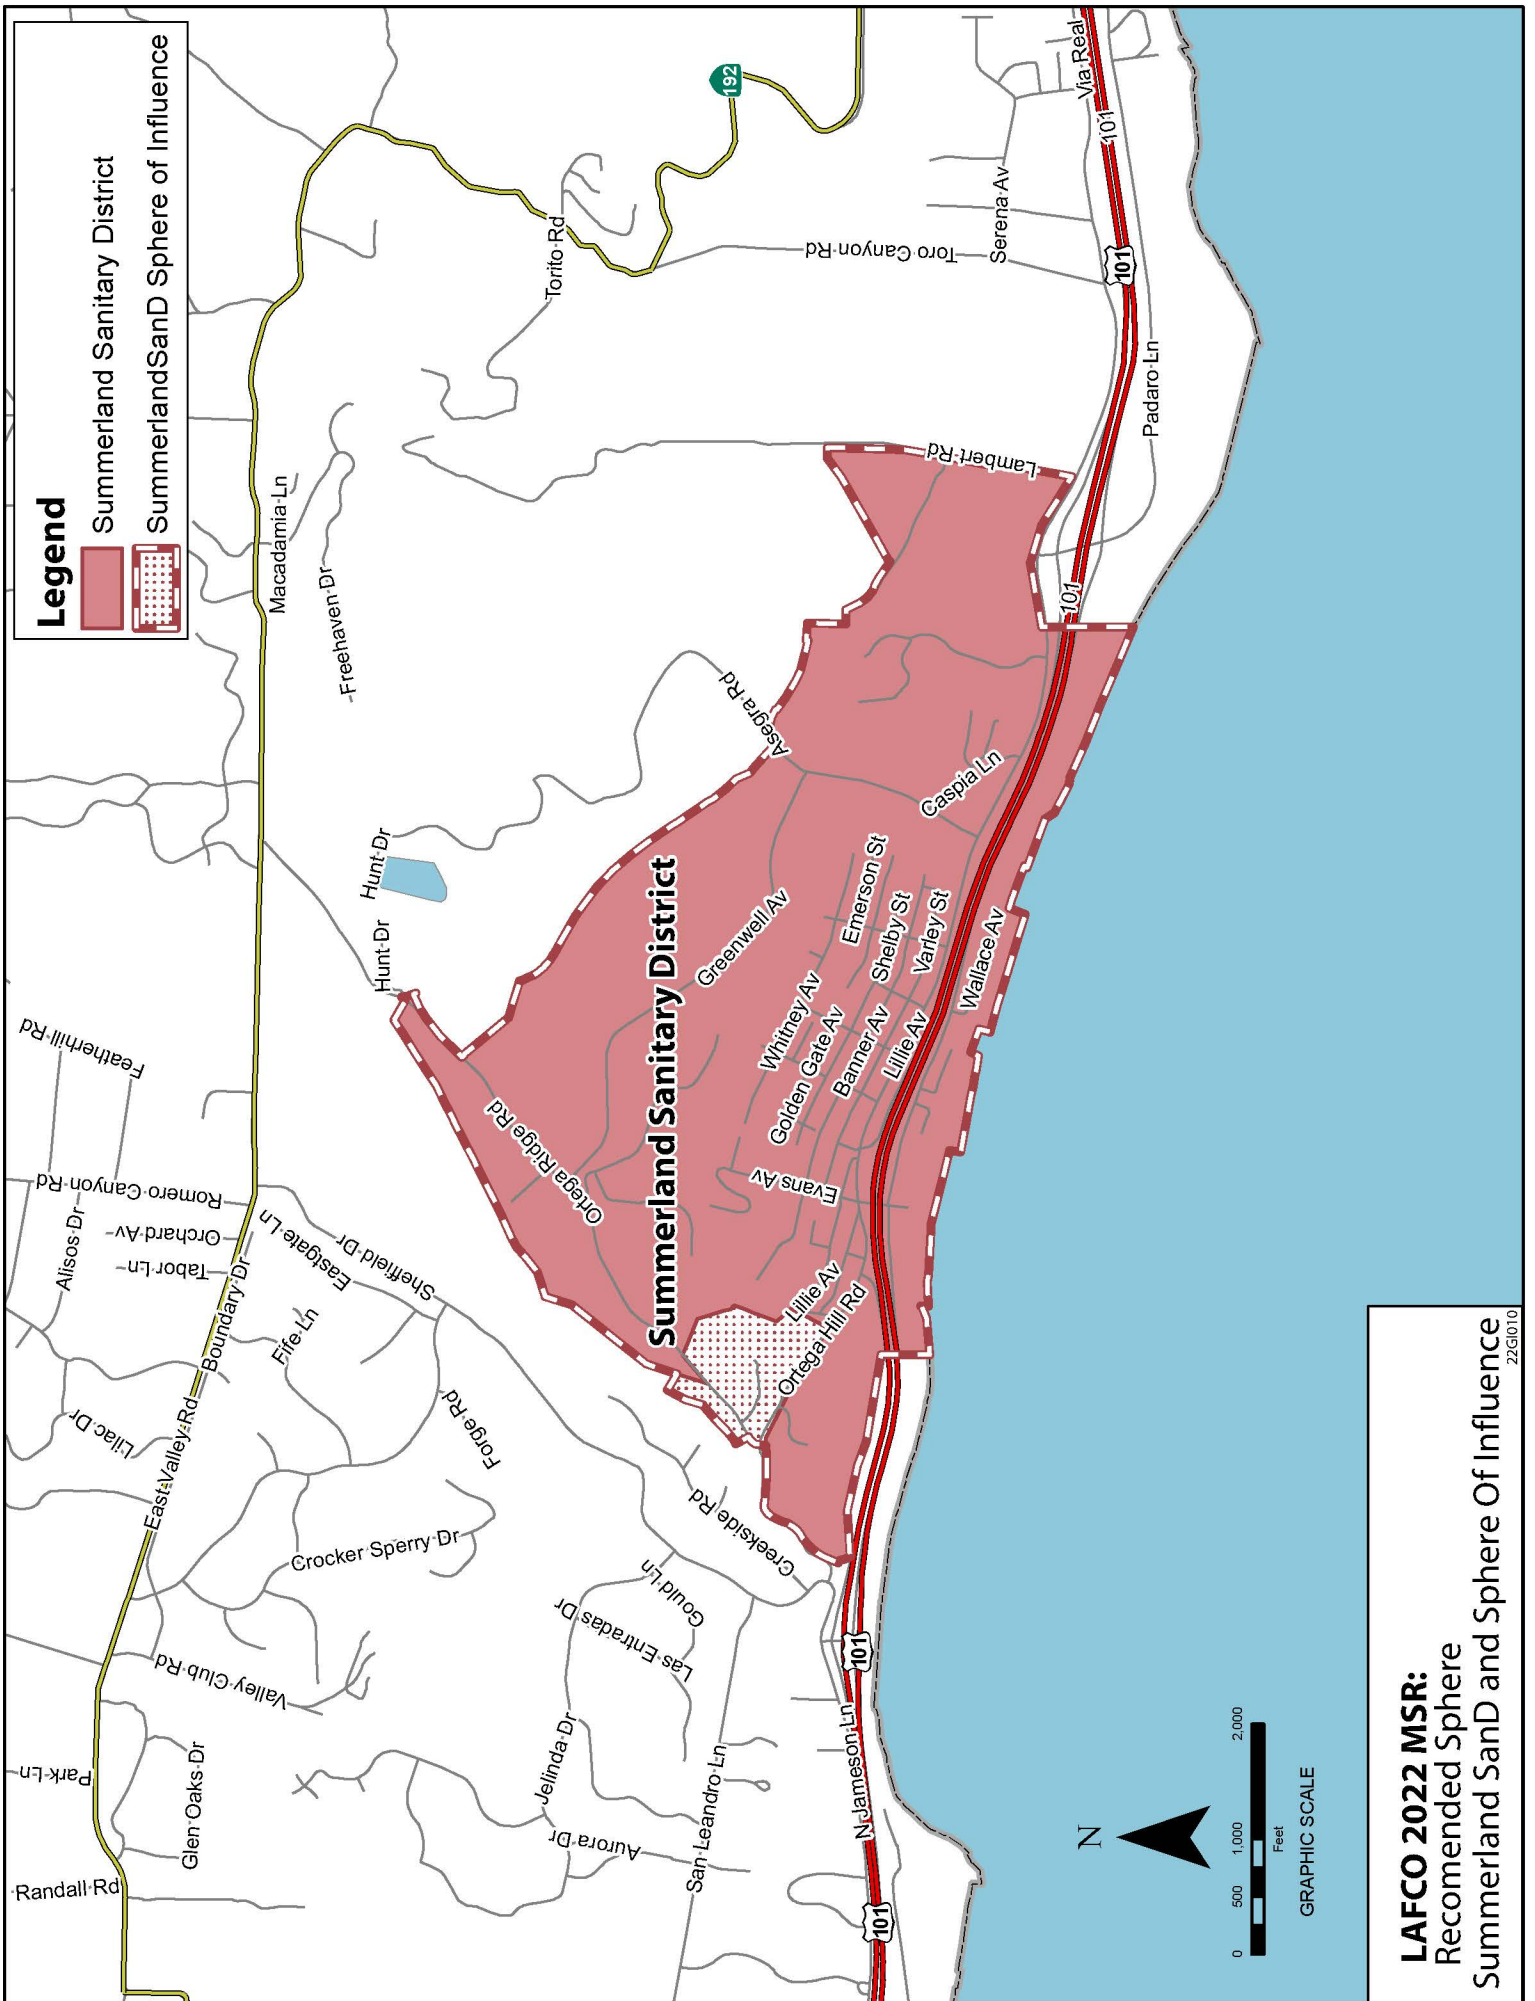 Legend
Summerland Sanitary District
SummerlandSanD Sphere of Influence
Randall Rd
Park Ln
Glen Oaks Dr
Valley Club Rd
East Valley Rd
Lilac Dr
Alisos Dr
Tabor Ln
Orchard Av
Romero Canyon Rd
Featherhill Rd
Boundary Dr
Eastgate Ln
Sheffield Dr
Fife Ln
Forge Rd
Crocker Sperry Dr
Hunt Dr
Hunt Dr
Macadamia Ln
Freehaven Dr
Torito Rd
192
Toro Canyon Rd
Serena Av
Via Real
101
101
Padaro Ln
Lambert Rd
101
Asegra Rd
Caspia Ln
Greenwell Av
Ortega Ridge Rd
Summerland Sanitary District
Emerson St
Shelby St
Varley St
Wallace Av
Whitney Av
Golden Gate Av
Banner Av
Lillie Av
Evans Av
Lillie Av
Ortega Hill Rd
Creekside Rd
Gould Ln
Las Entradas Dr
Jelinda Dr
Aurora Dr
San Leandro Ln
N Jameson Ln
101
101
N
0 500 1,000 2,000
Feet
GRAPHIC SCALE
LAFCO 2022 MSR:
Recomended Sphere
Summerland SanD and Sphere Of Influence
22GI010